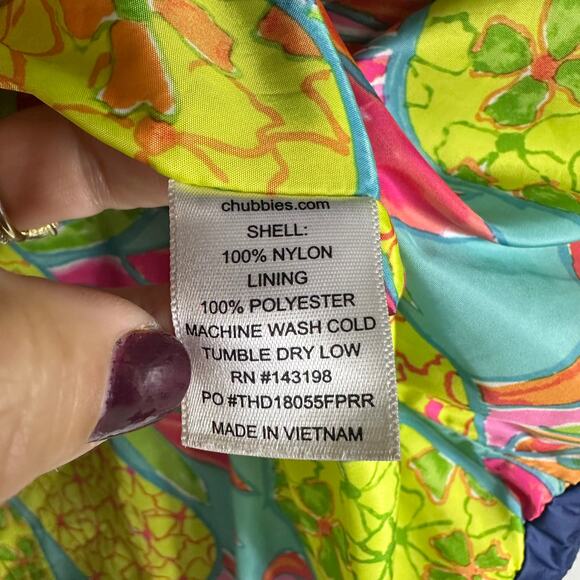 chubbies.com
SHELL:
100% NYLON
LINING
100% POLYESTER
MACHINE WASH COLD
TUMBLE DRY LOW
RN #143198
PO #THD18055FPRR
MADE IN VIETNAM